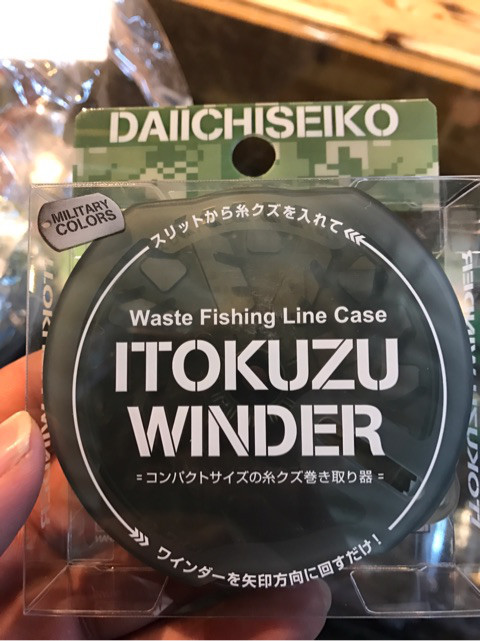 DAIICHISEIKO
MILITARY
COLORS
スリットから糸クズを入れて
Waste Fishing Line Case
ITOKUZU
WINDER
=コンパクトサイズの糸クズ巻き取り器=
ワインダーを矢印方向に回すだけ!